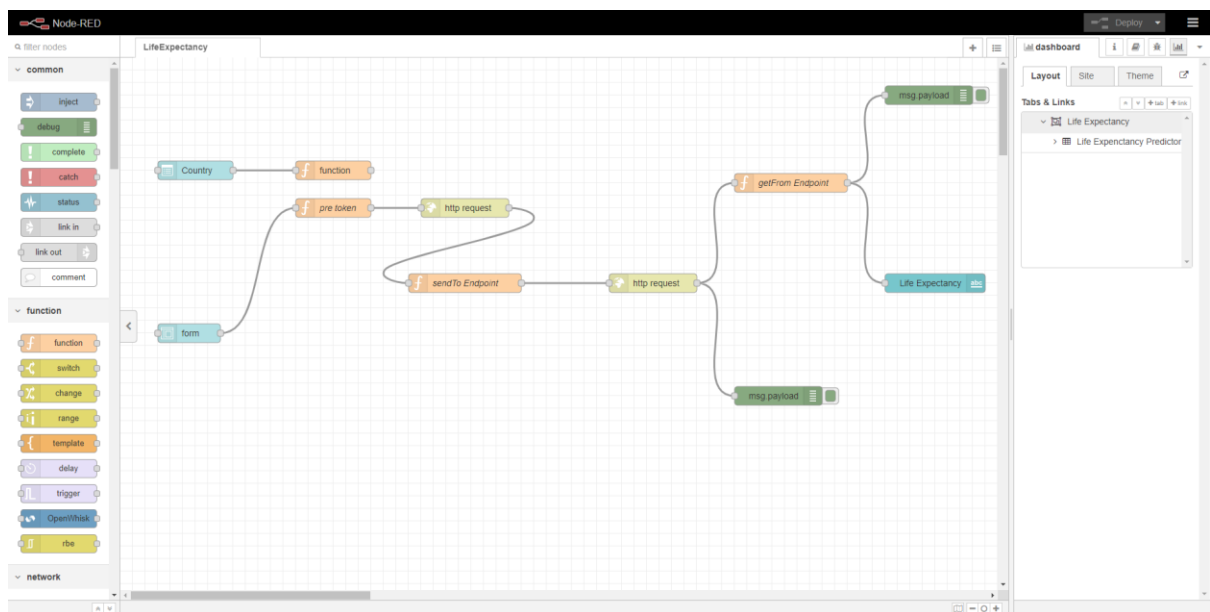 Node-RED
Deploy
filter nodes
LifeExpectancy
dashboard
i
common
inject
debug
complete
catch
status
link in
link out
comment
function
function
switch
change
range
template
delay
trigger
OpenWhisk
rbe
network
Country
function
pre token
http request
sendTo Endpoint
http request
form
getFrom Endpoint
msg.payload
Life Expectancy
abc
msg.payload
Layout
Site
Theme
Tabs & Links
+ tab
+ link
Life Expectancy
Life Expenctancy Predictor